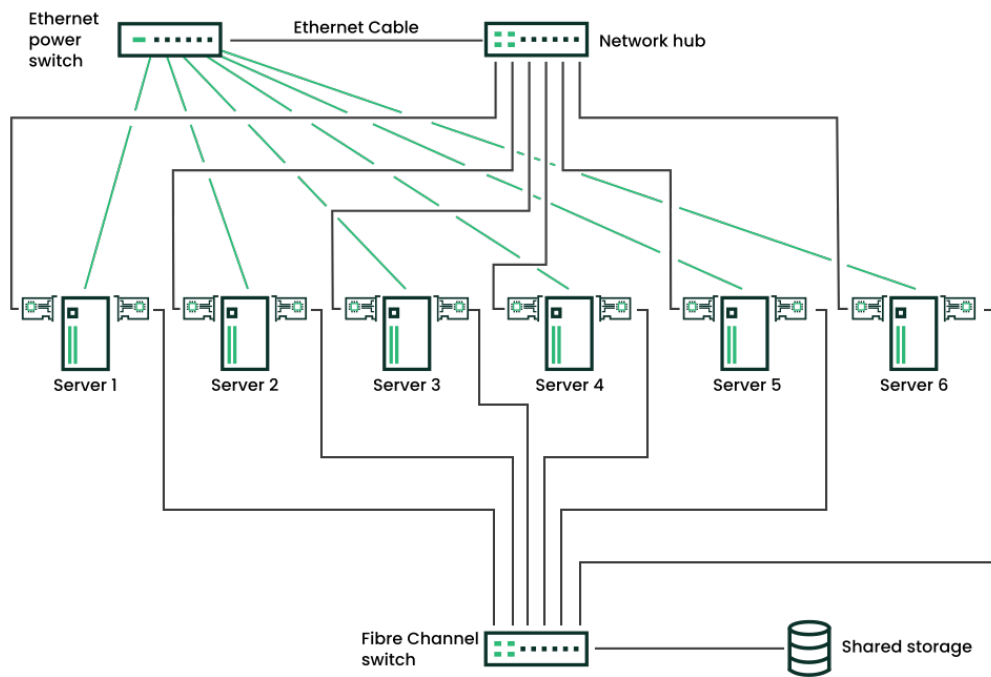 Ethernet
power
switch
Ethernet Cable
Network hub
Server 1
Server 2
Server 3
Server 4
Server 5
Server 6
Fibre Channel
switch
Shared storage